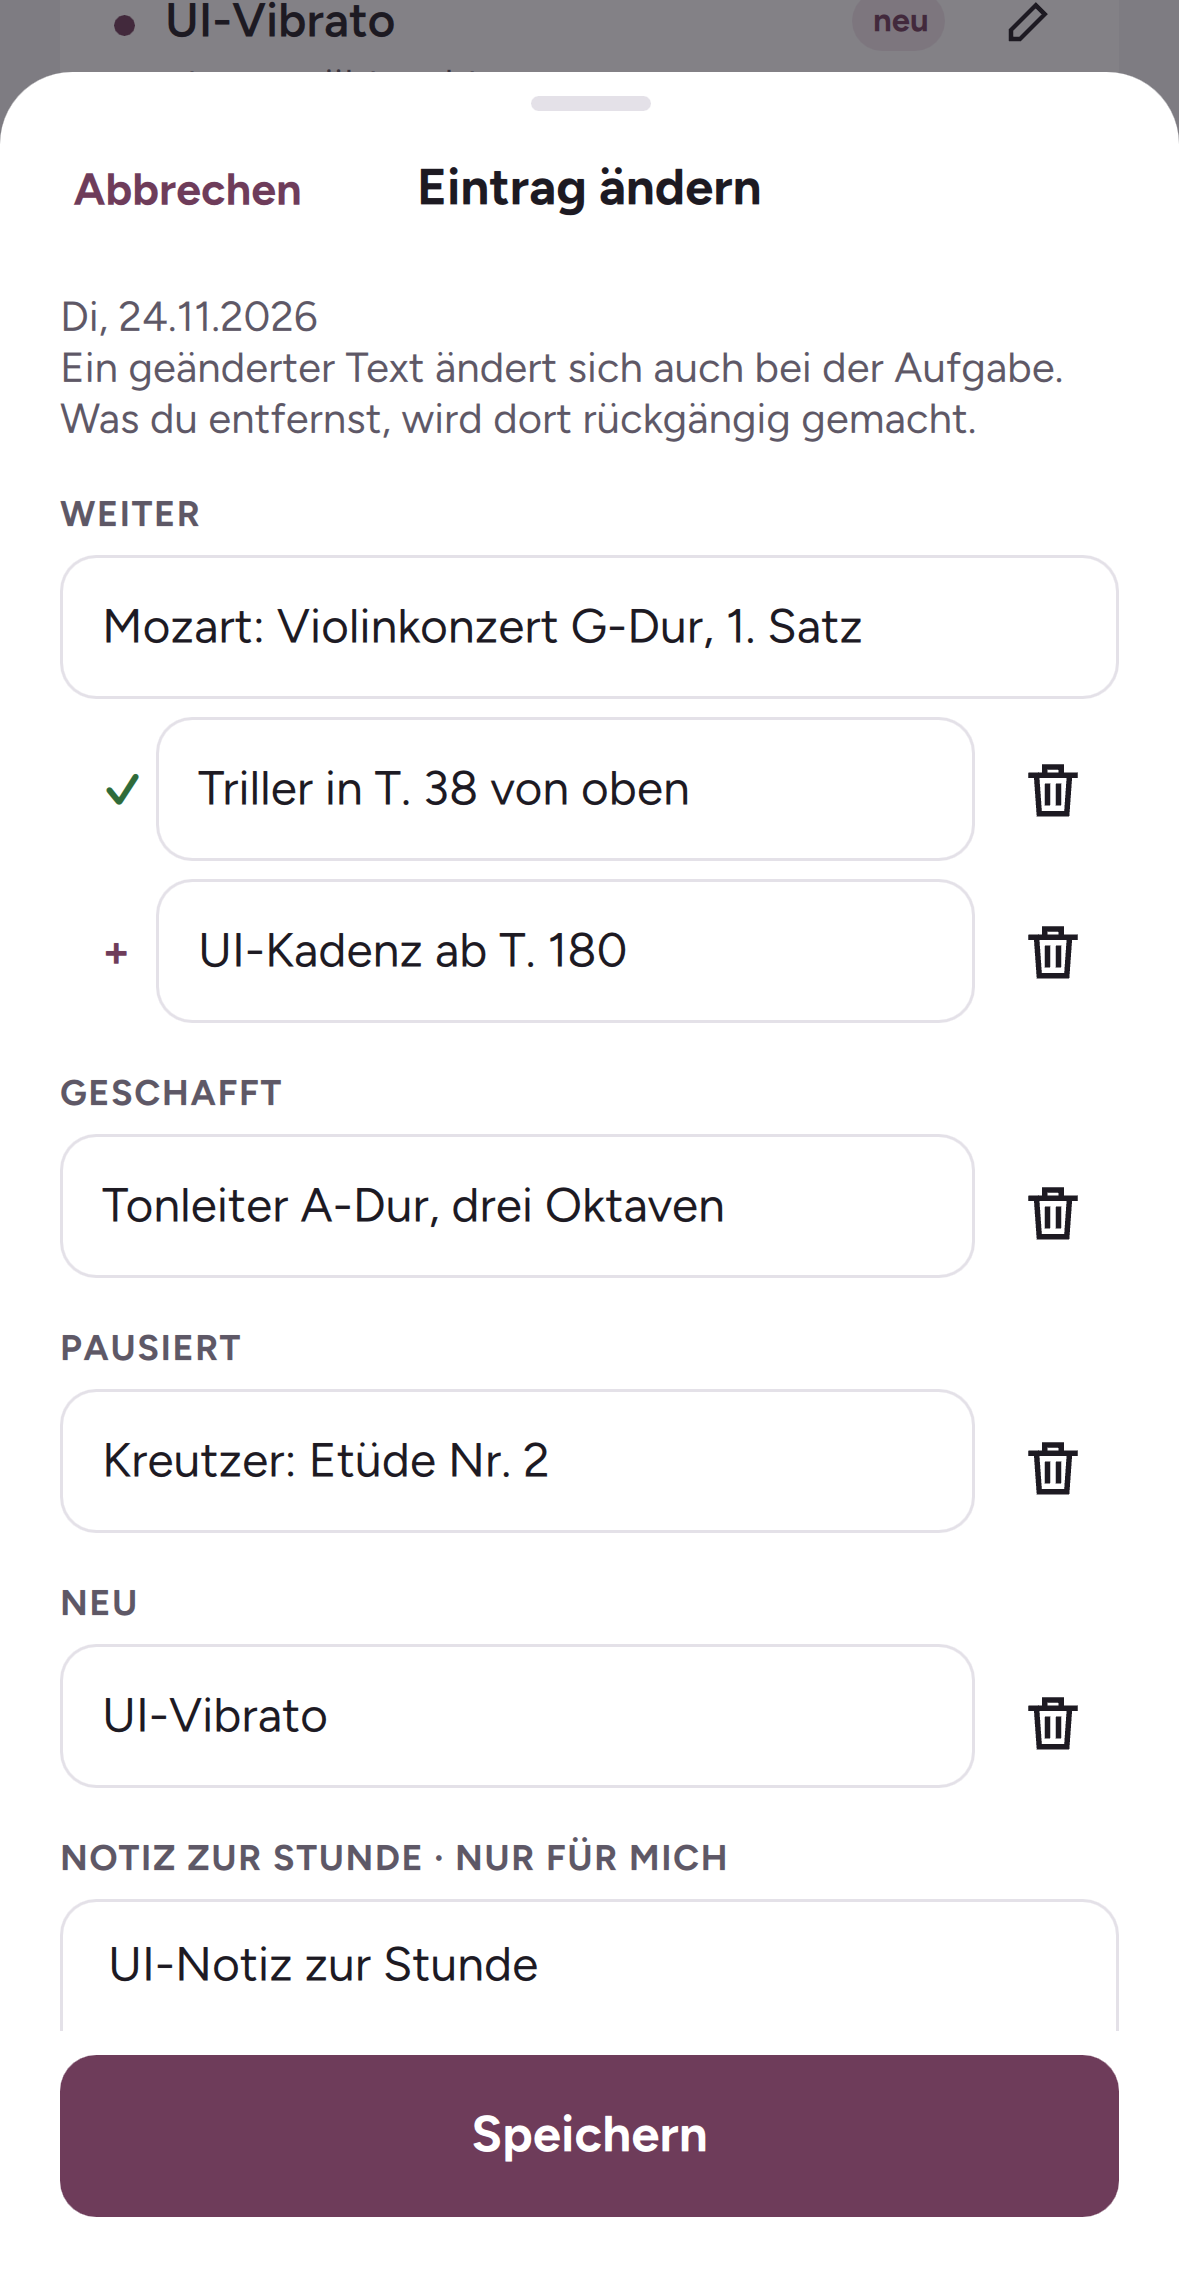 UI-Vibrato
neu
Abbrechen
Eintrag ändern
Di, 24.11.2026
Ein geänderter Text ändert sich auch bei der Aufgabe.
Was du entfernst, wird dort rückgängig gemacht.
WEITER
Mozart: Violinkonzert G-Dur, 1. Satz
Triller in T. 38 von oben
+ UI-Kadenz ab T. 180
GESCHAFFT
Tonleiter A-Dur, drei Oktaven
PAUSIERT
Kreutzer: Etüde Nr. 2
NEU
UI-Vibrato
NOTIZ ZUR STUNDE · NUR FÜR MICH
UI-Notiz zur Stunde
Speichern